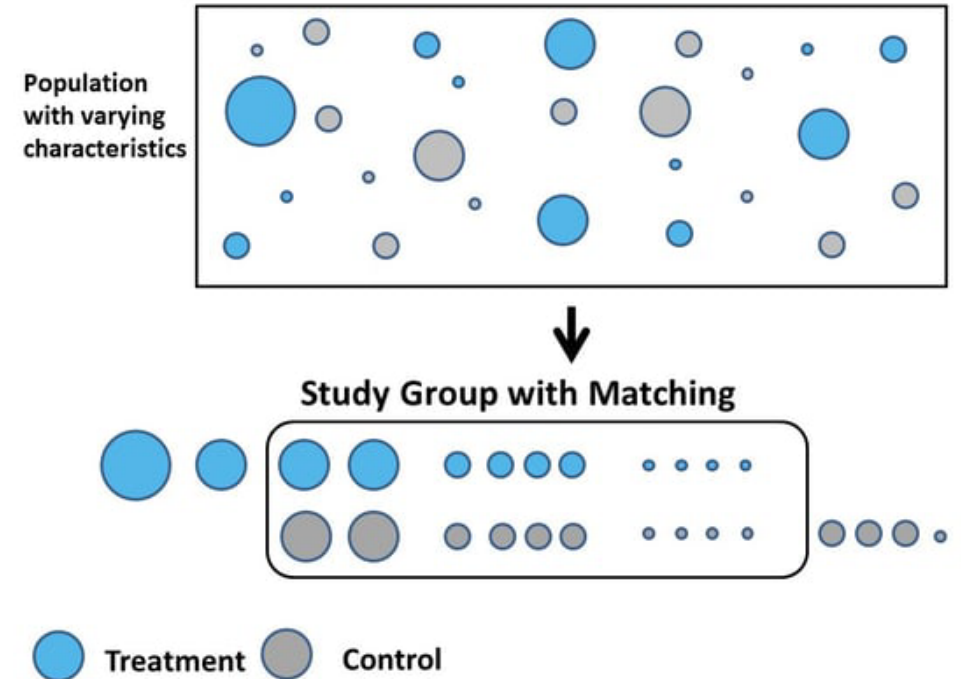 Population
with varying
characteristics
Study Group with Matching
Treatment
Control